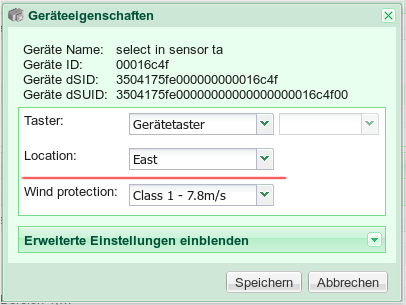 Geräteeigenschaften
Geräte Name: select in sensor ta
Geräte ID: 00016c4f
Geräte dSID: 3504175fe000000000016c4f
Geräte dSUID: 3504175fe00000000000000000016c4f00
Taster: Gerätetaster
Location: East
Wind protection: Class 1 - 7.8m/s
Erweiterte Einstellungen einblenden
Speichern Abbrechen